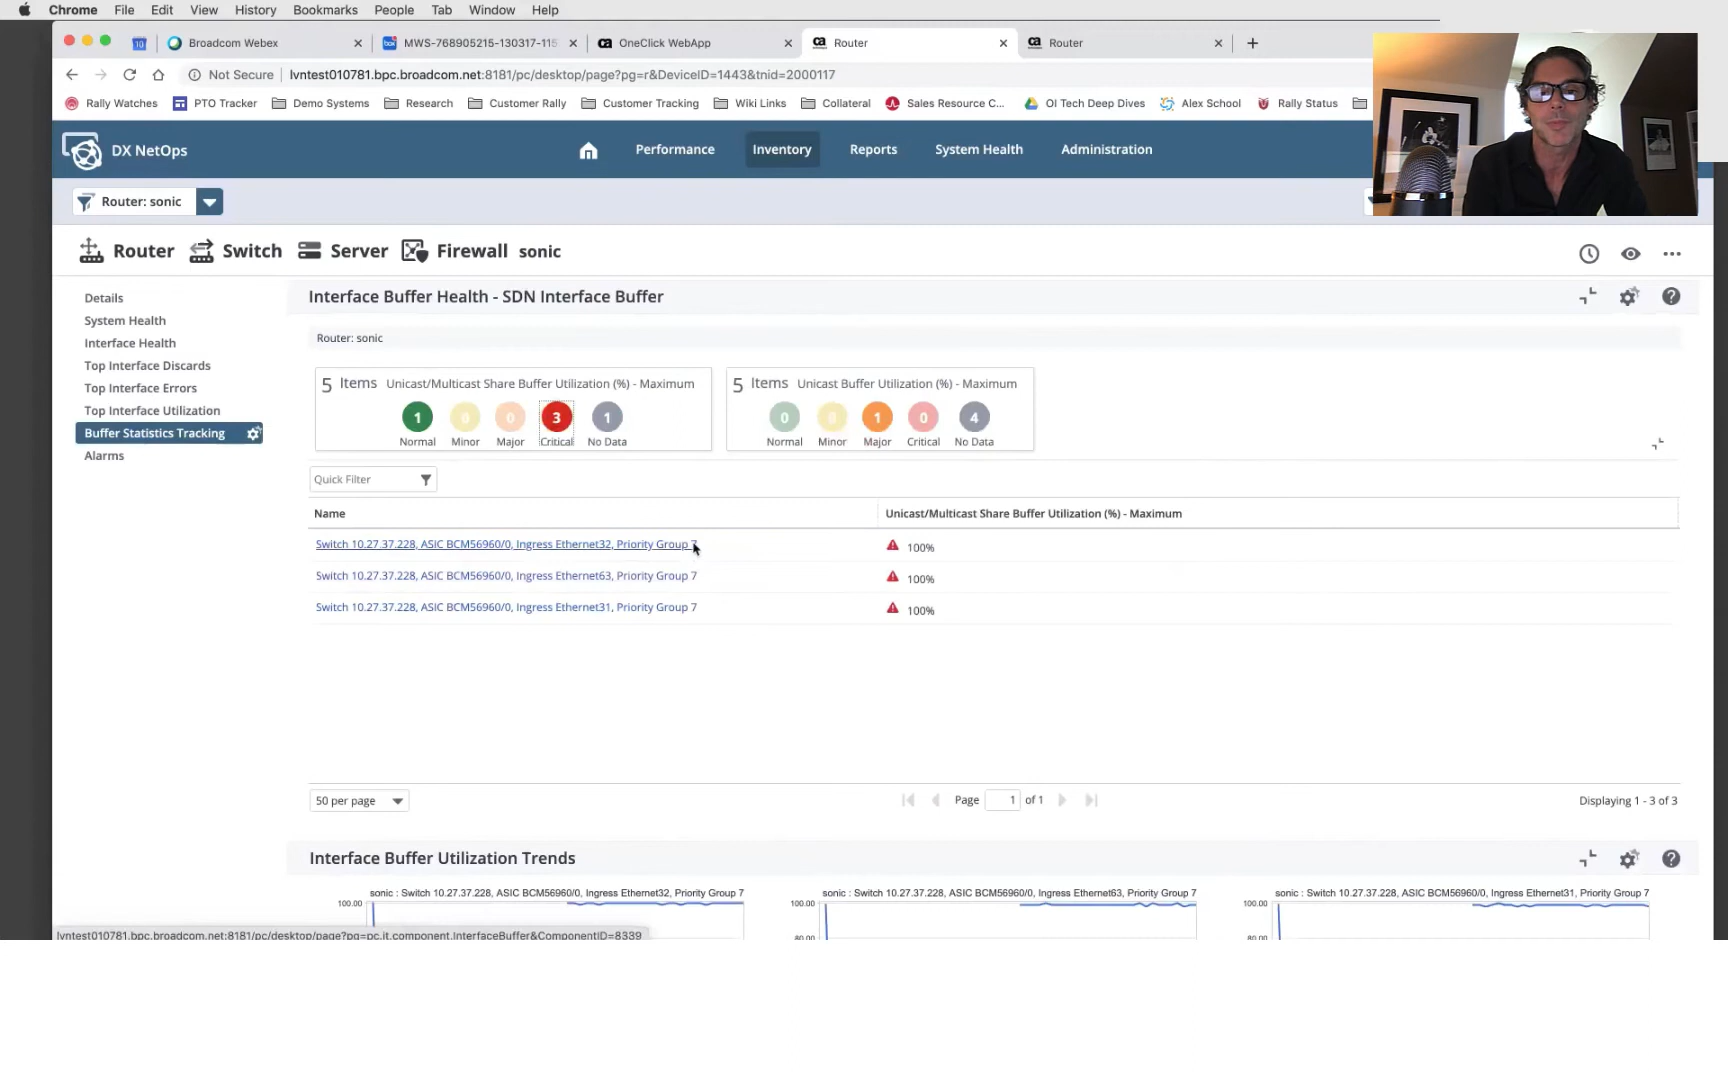 Chrome File Edit View History Bookmarks People Tab Window Help
10 Broadcom Webex MWS-768905215-130317-115 OneClick WebApp Router Router
Not Secure lvntest010781.bpc.broadcom.net:8181/pc/desktop/page?pg=r&DeviceID=1443&tnid=2000117
Rally Watches PTO Tracker Demo Systems Research Customer Rally Customer Tracking Wiki Links Collateral Sales Resource C... OI Tech Deep Dives Alex School Rally Status
DX NetOps Performance Inventory Reports System Health Administration
Router: sonic
Router Switch Server Firewall sonic
Details
System Health
Interface Health
Top Interface Discards
Top Interface Errors
Top Interface Utilization
Buffer Statistics Tracking
Alarms
Interface Buffer Health - SDN Interface Buffer
Router: sonic
5 Items Unicast/Multicast Share Buffer Utilization (%) - Maximum
1 0 0 3 1
Normal Minor Major Critical No Data
5 Items Unicast Buffer Utilization (%) - Maximum
0 0 1 0 4
Normal Minor Major Critical No Data
Quick Filter
Name Unicast/Multicast Share Buffer Utilization (%) - Maximum
Switch 10.27.37.228, ASIC BCM56960/0, Ingress Ethernet32, Priority Group 7 100%
Switch 10.27.37.228, ASIC BCM56960/0, Ingress Ethernet63, Priority Group 7 100%
Switch 10.27.37.228, ASIC BCM56960/0, Ingress Ethernet31, Priority Group 7 100%
50 per page Page 1 of 1 Displaying 1 - 3 of 3
Interface Buffer Utilization Trends
sonic : Switch 10.27.37.228, ASIC BCM56960/0, Ingress Ethernet32, Priority Group 7
100.00
sonic : Switch 10.27.37.228, ASIC BCM56960/0, Ingress Ethernet63, Priority Group 7
100.00
80.00
sonic : Switch 10.27.37.228, ASIC BCM56960/0, Ingress Ethernet31, Priority Group 7
100.00
80.00
lvntest010781.bpc.broadcom.net:8181/pc/desktop/page?pg=pc.it.component.InterfaceBuffer&ComponentID=8339